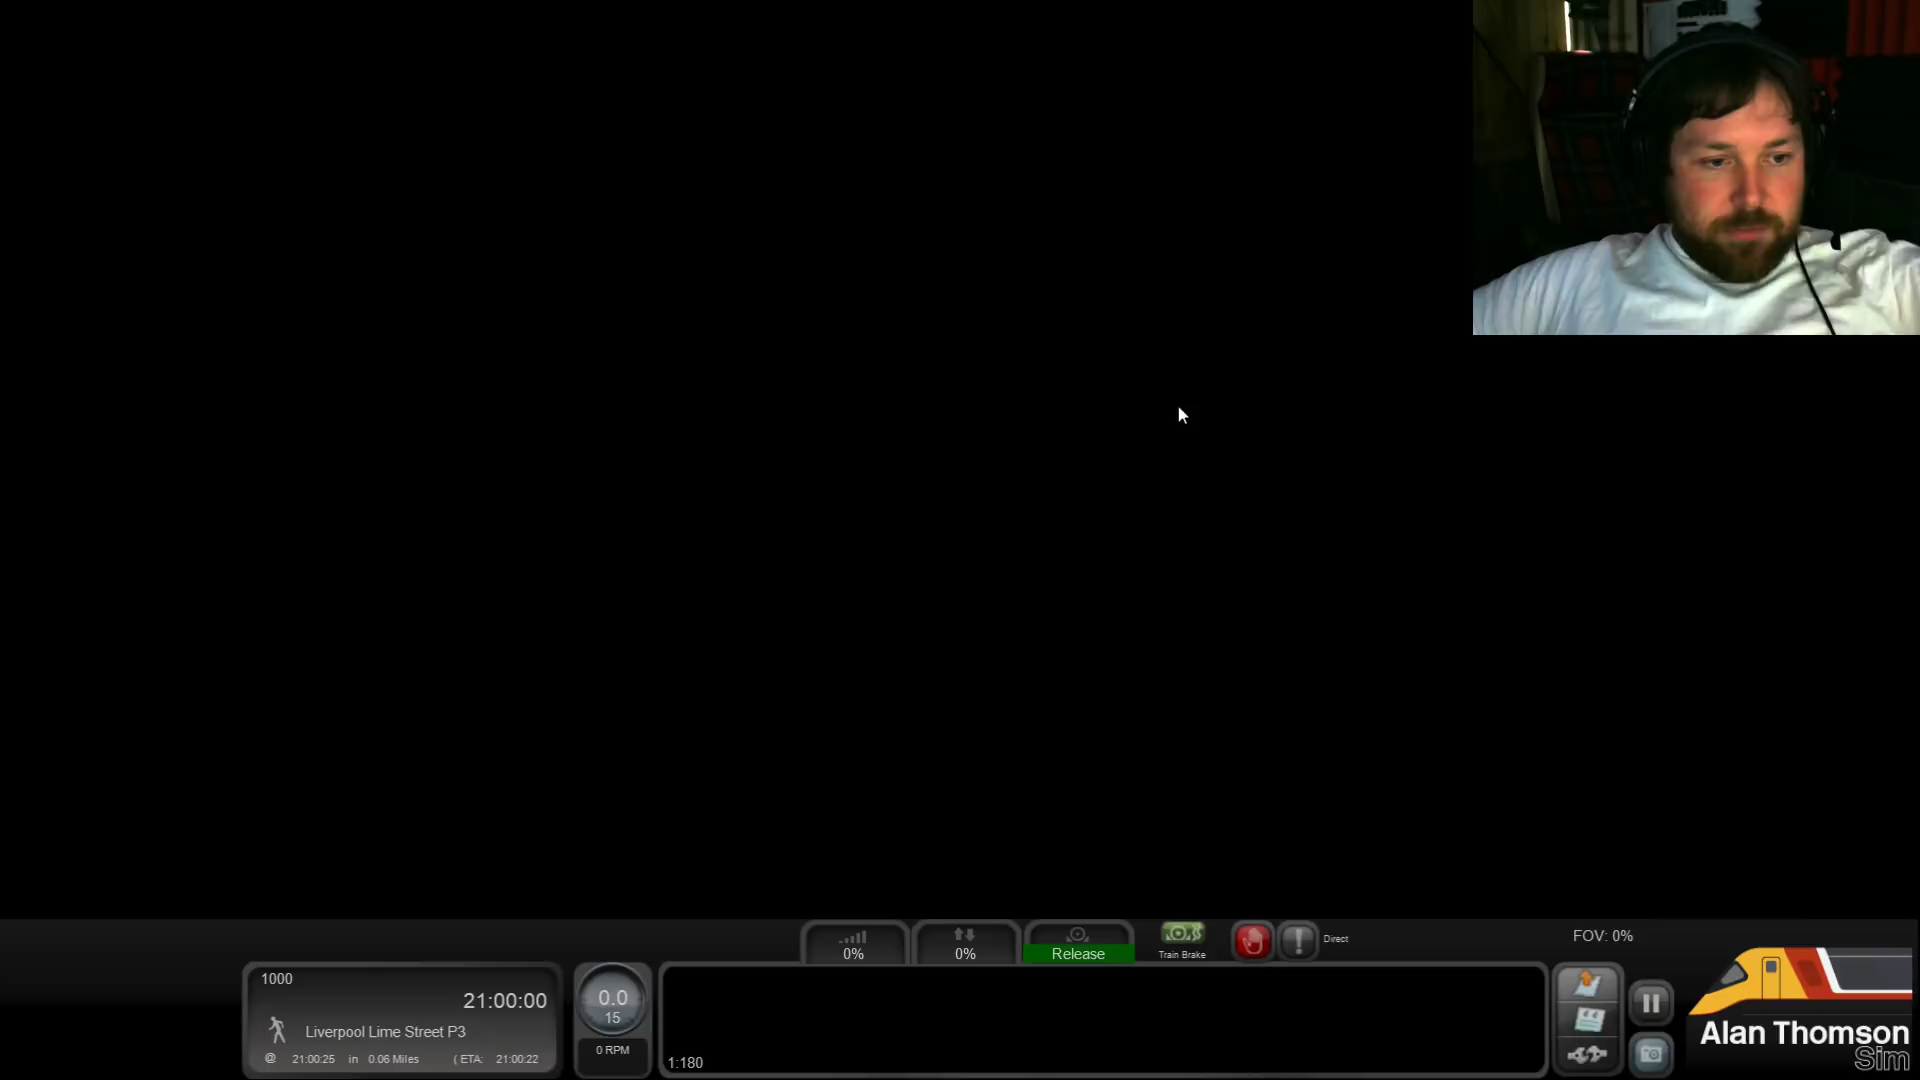 0%
0%
Release
Train Brake
Direct
FOV: 0%
1000
21:00:00
Liverpool Lime Street P3
@ 21:00:25 in 0.06 Miles ( ETA: 21:00:22
0.0
15
0 RPM
1:180
Alan Thomson
Sim